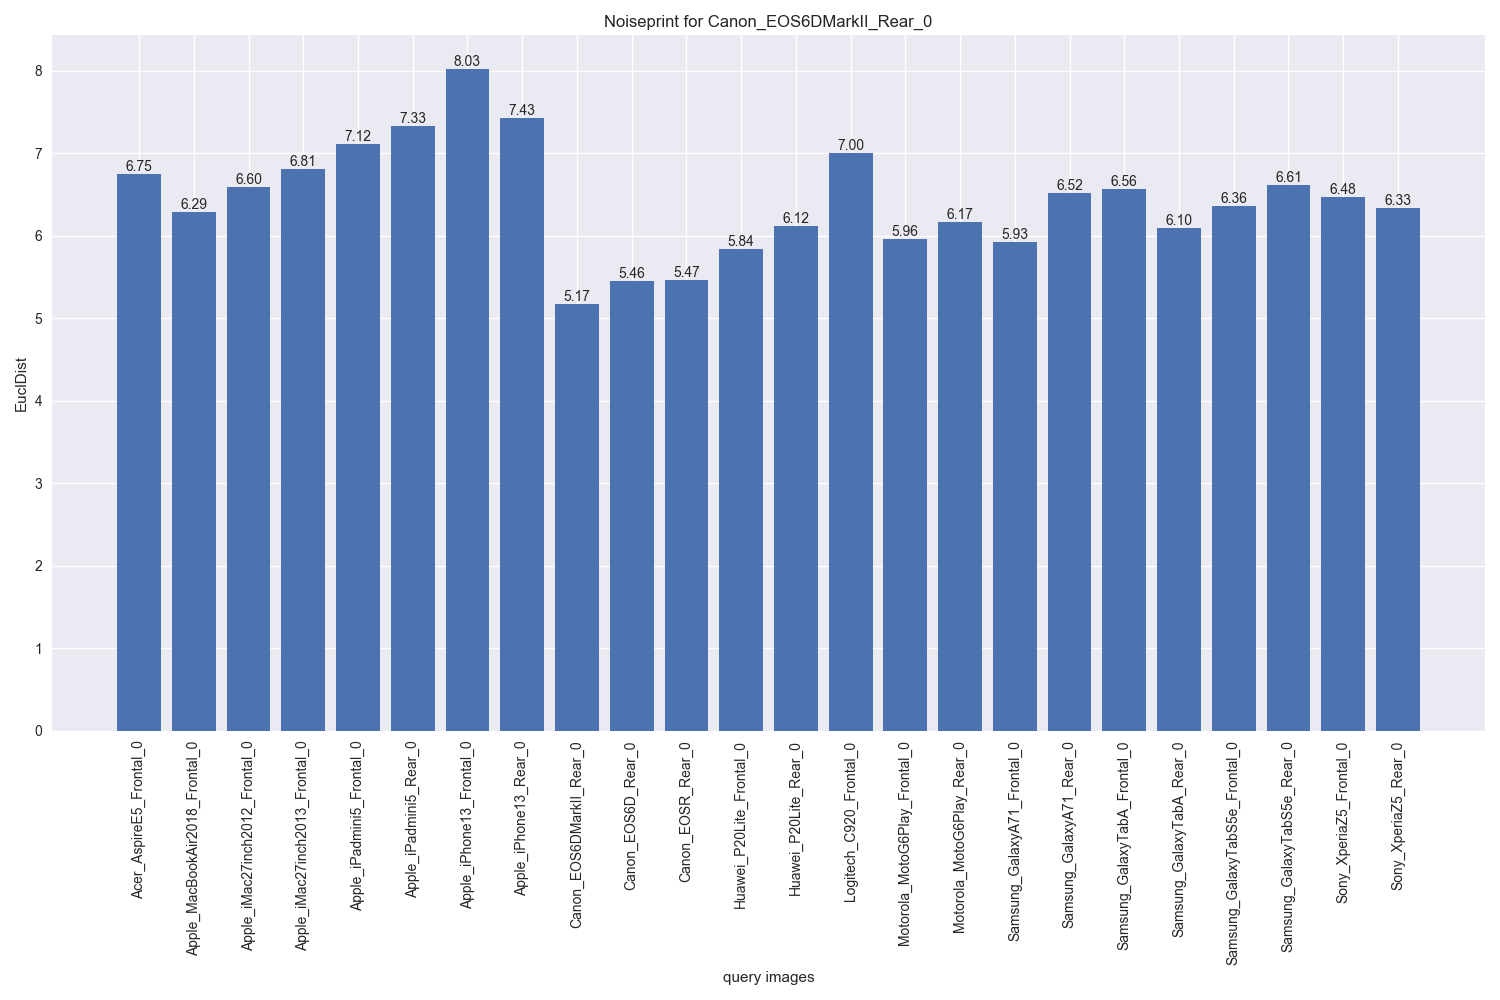 Noiseprint for Canon_EOS6DMarkII_Rear_0
EuclDist
8
7
6
5
4
3
2
1
0
6.75
6.29
6.60
6.81
7.12
7.33
8.03
7.43
5.17
5.46
5.47
5.84
6.12
7.00
5.96
6.17
5.93
6.52
6.56
6.10
6.36
6.61
6.48
6.33
Acer_AspireE5_Frontal_0
Apple_MacBookAir2018_Frontal_0
Apple_iMac27inch2012_Frontal_0
Apple_iMac27inch2013_Frontal_0
Apple_iPadmini5_Frontal_0
Apple_iPadmini5_Rear_0
Apple_iPhone13_Frontal_0
Apple_iPhone13_Rear_0
Canon_EOS6DMarkII_Rear_0
Canon_EOS6D_Rear_0
Canon_EOSR_Rear_0
Huawei_P20Lite_Frontal_0
Huawei_P20Lite_Rear_0
Logitech_C920_Frontal_0
Motorola_MotoG6Play_Frontal_0
Motorola_MotoG6Play_Rear_0
Samsung_GalaxyA71_Frontal_0
Samsung_GalaxyA71_Rear_0
Samsung_GalaxyTabA_Frontal_0
Samsung_GalaxyTabA_Rear_0
Samsung_GalaxyTabS5e_Frontal_0
Samsung_GalaxyTabS5e_Rear_0
Sony_XperiaZ5_Frontal_0
Sony_XperiaZ5_Rear_0
query images